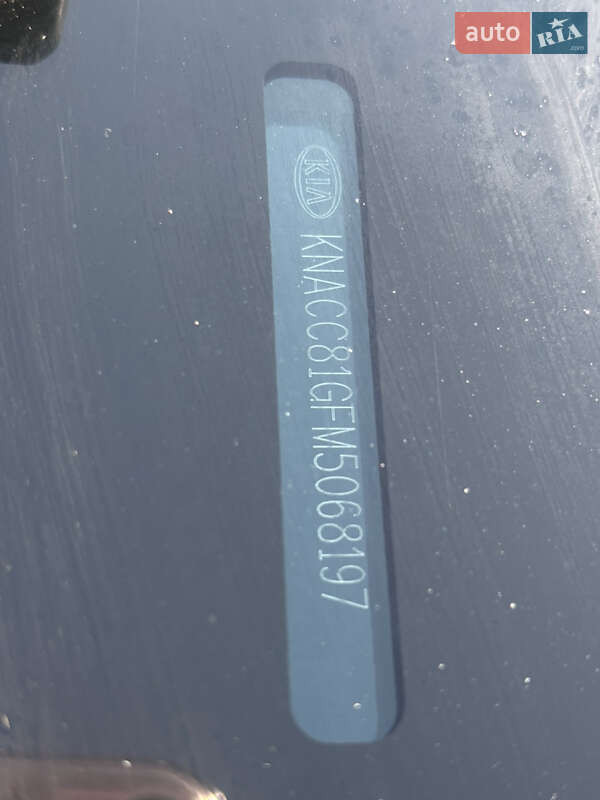 auto
RIA
.com
KIA
KNACC81GFM5068197